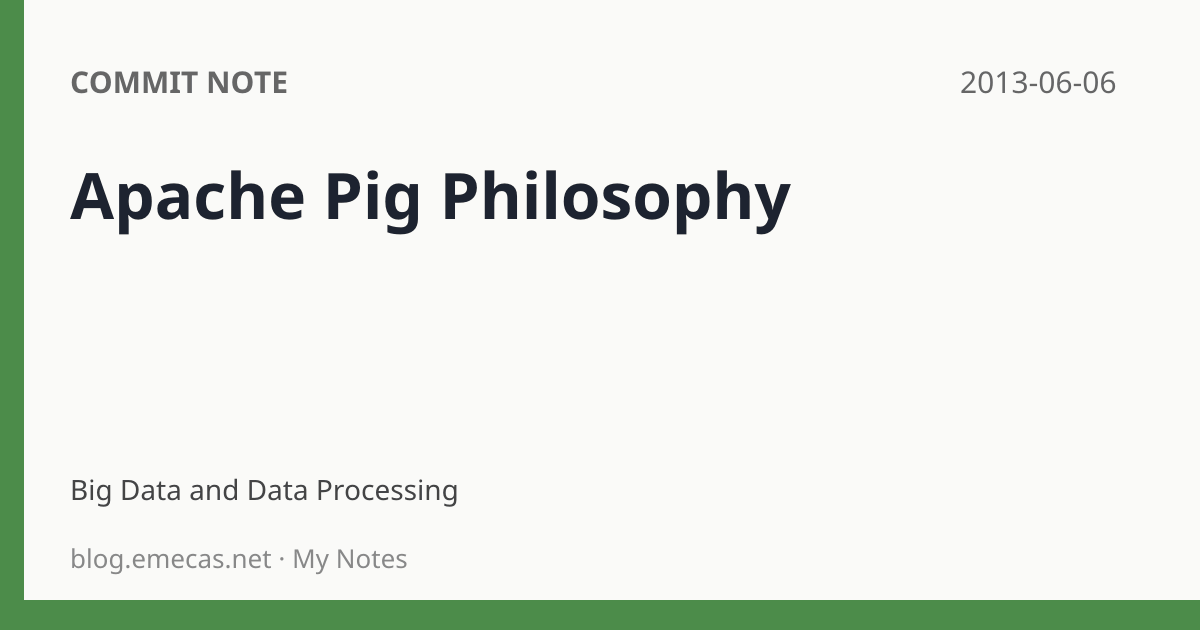 COMMIT NOTE
2013-06-06
Apache Pig Philosophy
Big Data and Data Processing
blog.emecas.net · My Notes